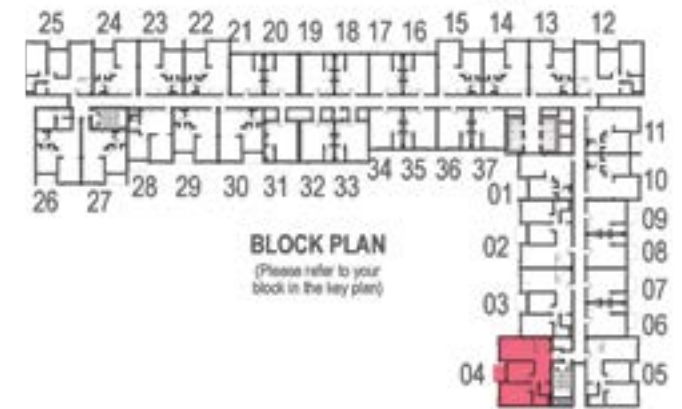 25 24 23 22 21 20 19 18 17 16 15 14 13 12
11
10
09
08
07
06
05
26 27 28 29 30 31 32 33 34 35 36 37
01
02
03
04
BLOCK PLAN
(Please refer to your
block in the key plan)